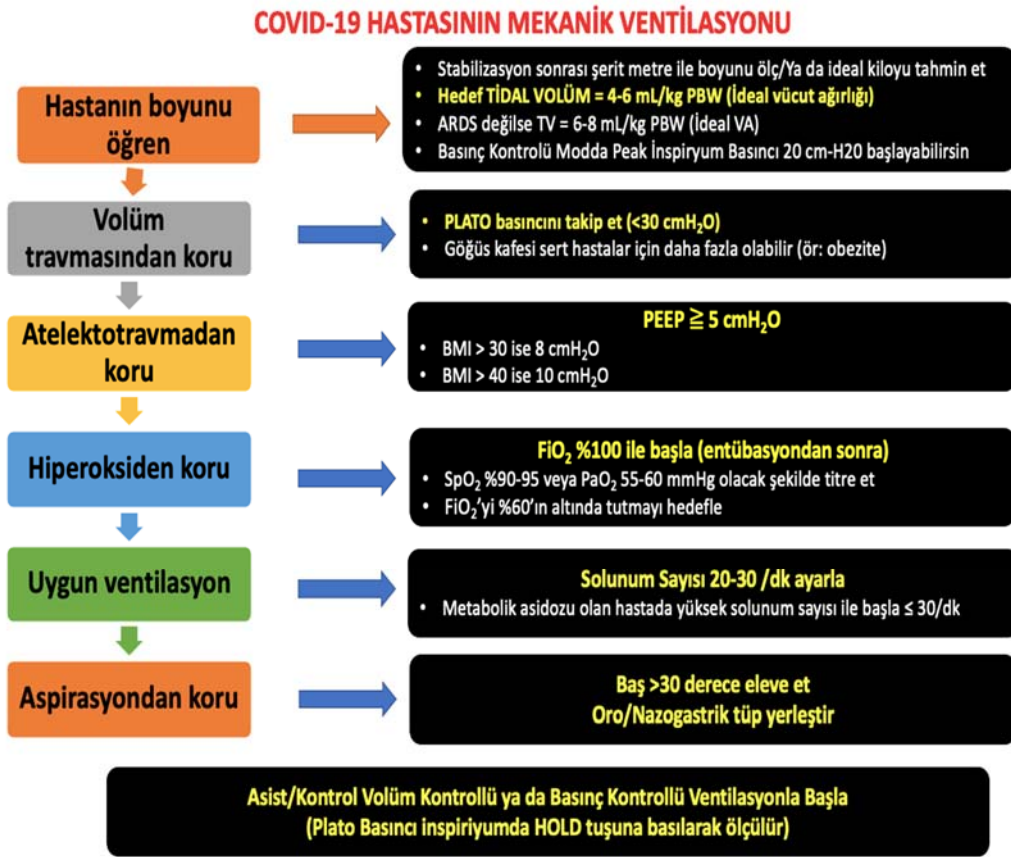 COVID-19 HASTASININ MEKANİK VENTİLASYONU
Hastanın boyunu
öğren
• Stabilizasyon sonrası şerit metre ile boyunu ölç/Ya da ideal kiloyu tahmin et
• Hedef TİDAL VOLÜM = 4-6 mL/kg PBW (İdeal vücut ağırlığı)
• ARDS değilse TV = 6-8 mL/kg PBW (İdeal VA)
• Basınç Kontrolü Modda Peak İnspiryum Basıncı 20 cm-H20 başlayabilirsin
Volüm
travmasından koru
• PLATO basıncını takip et (<30 cmH₂O)
• Göğüs kafesi sert hastalar için daha fazla olabilir (ör: obezite)
Atelektotravmadan
koru
PEEP ≧ 5 cmH₂O
• BMI > 30 ise 8 cmH₂O
• BMI > 40 ise 10 cmH₂O
Hiperoksiden koru
FiO₂ %100 ile başla (entübasyondan sonra)
• SpO₂ %90-95 veya PaO₂ 55-60 mmHg olacak şekilde titre et
• FiO₂'yi %60'ın altında tutmayı hedefle
Uygun ventilasyon
Solunum Sayısı 20-30 /dk ayarla
• Metabolik asidozu olan hastada yüksek solunum sayısı ile başla ≤ 30/dk
Aspirasyondan koru
Baş >30 derece eleve et
Oro/Nazogastrik tüp yerleştir
Asist/Kontrol Volüm Kontrollü ya da Basınç Kontrollü Ventilasyonla Başla
(Plato Basıncı inspiriyumda HOLD tuşuna basılarak ölçülür)